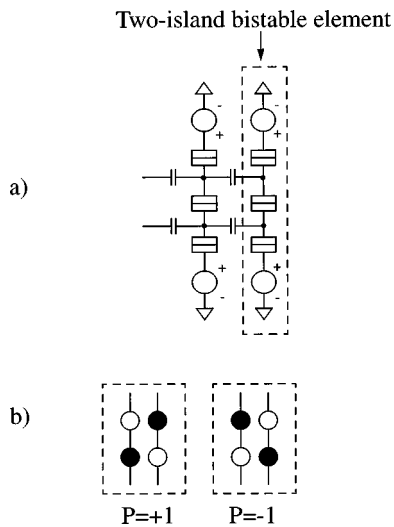 Two-island bistable element
- -
+ +
a)
+ +
- -
b)
P=+1 P=-1